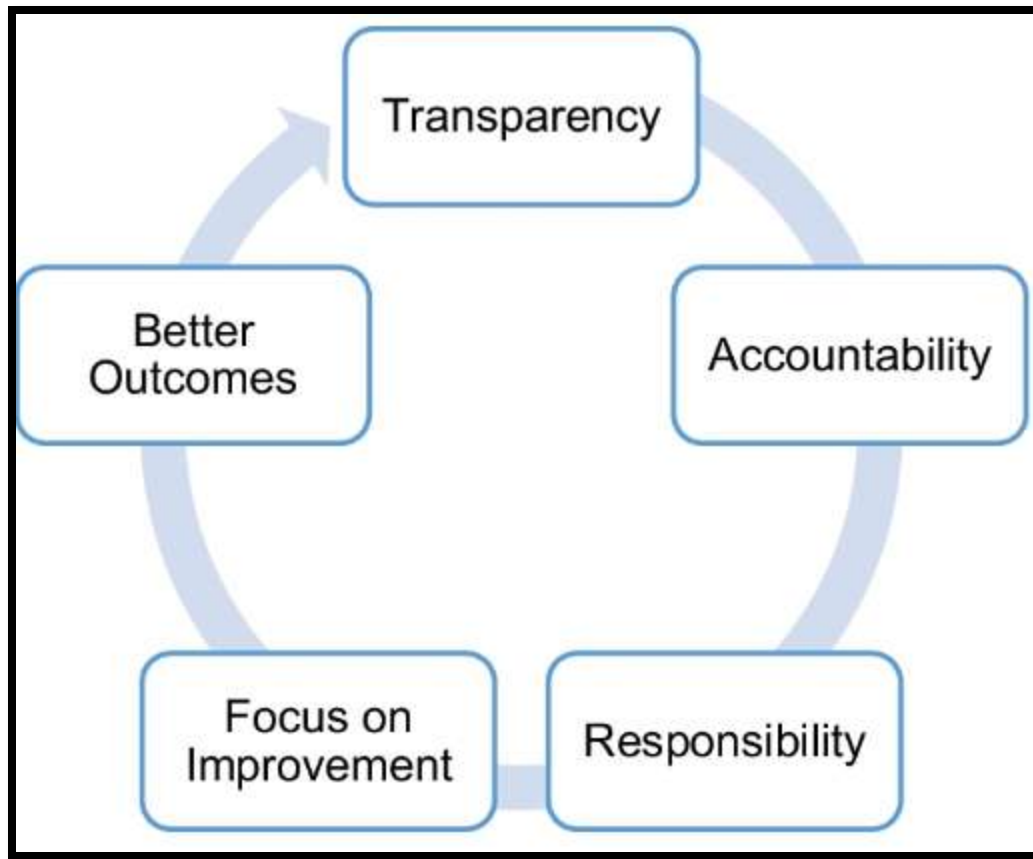 Transparency
Accountability
Responsibility
Focus on
Improvement
Better
Outcomes